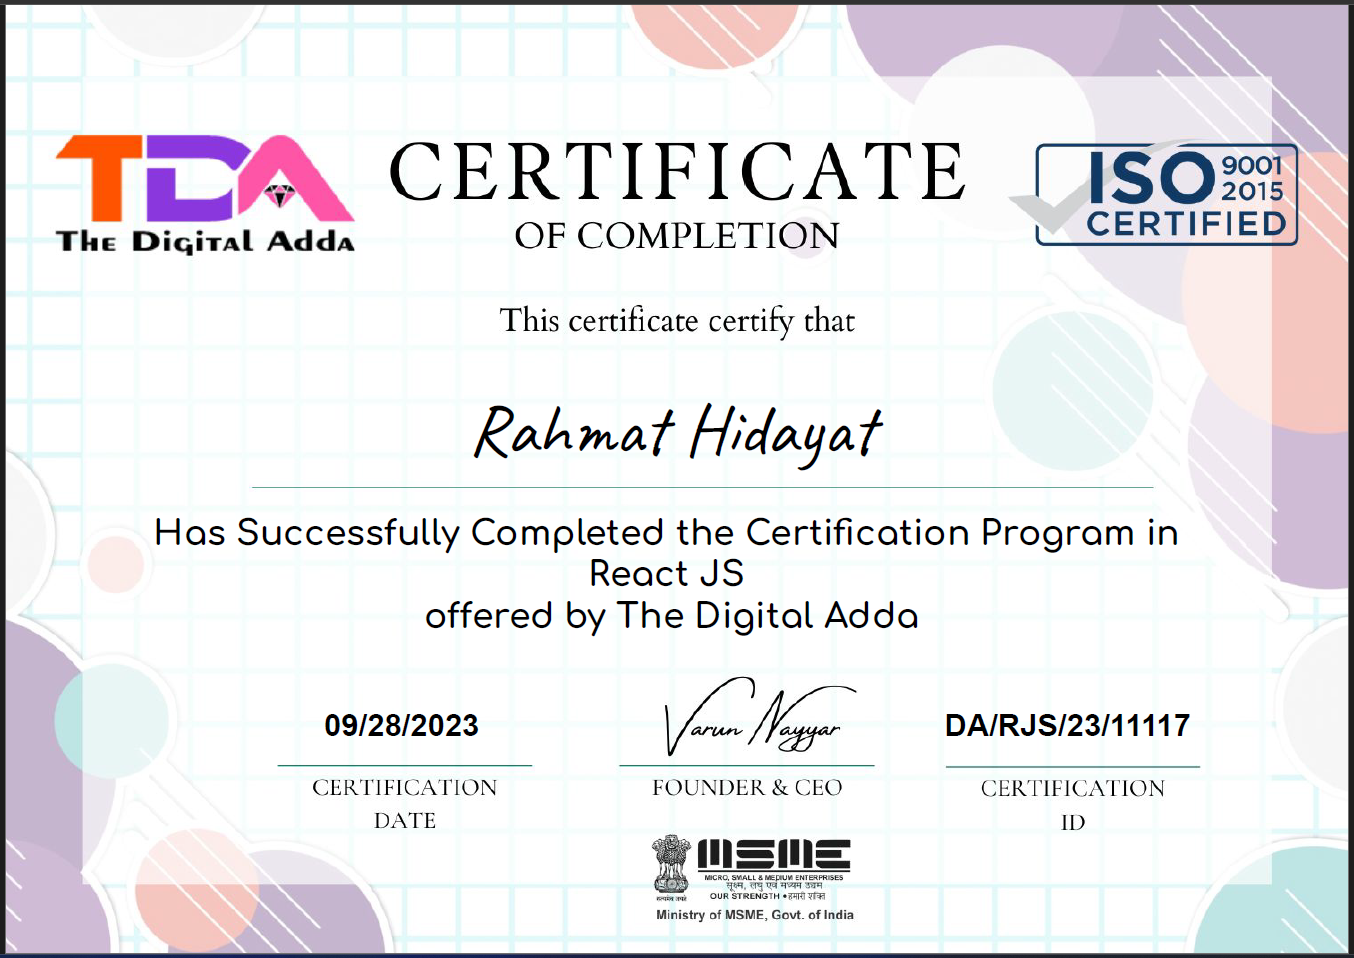 TDA
The Digital Adda
CERTIFICATE
OF COMPLETION
ISO 9001 2015
CERTIFIED
This certificate certify that
Rahmat Hidayat
Has Successfully Completed the Certification Program in
React JS
offered by The Digital Adda
09/28/2023
CERTIFICATION
DATE
Varun Nayyar
FOUNDER & CEO
DA/RJS/23/11117
CERTIFICATION
ID
सत्यमेव जयते
MSME
MICRO, SMALL & MEDIUM ENTERPRISES
सूक्ष्म, लघु एवं मध्यम उद्यम
OUR STRENGTH • हमारी शक्ति
Ministry of MSME, Govt. of India